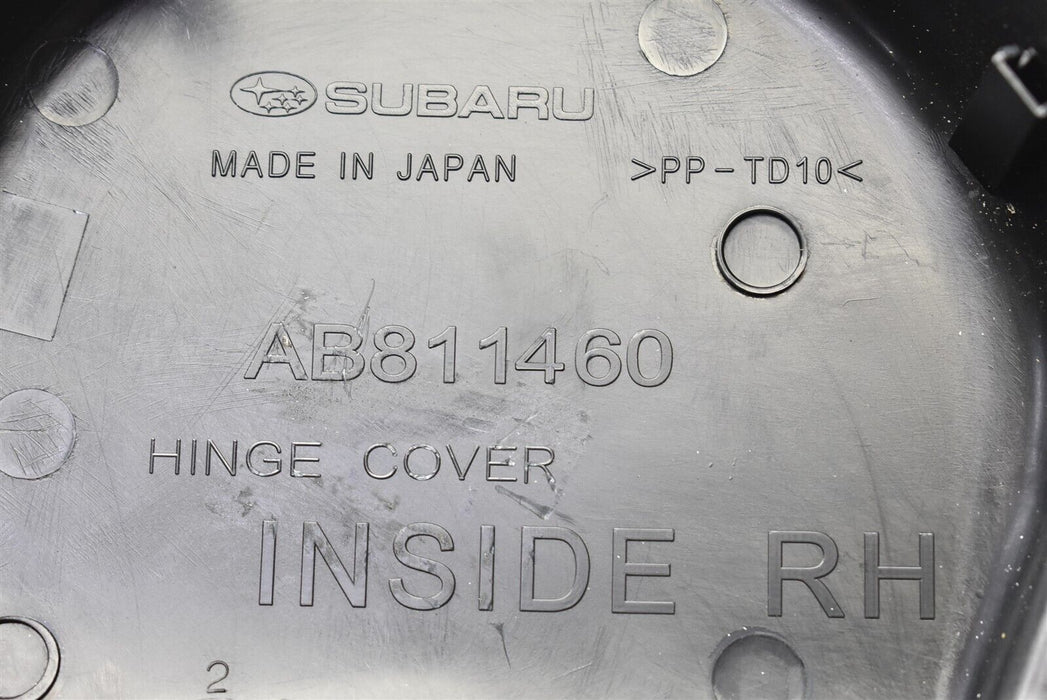 SUBARU
MADE IN JAPAN >PP-TD10<
AB811460
HINGE COVER
INSIDE RH
2